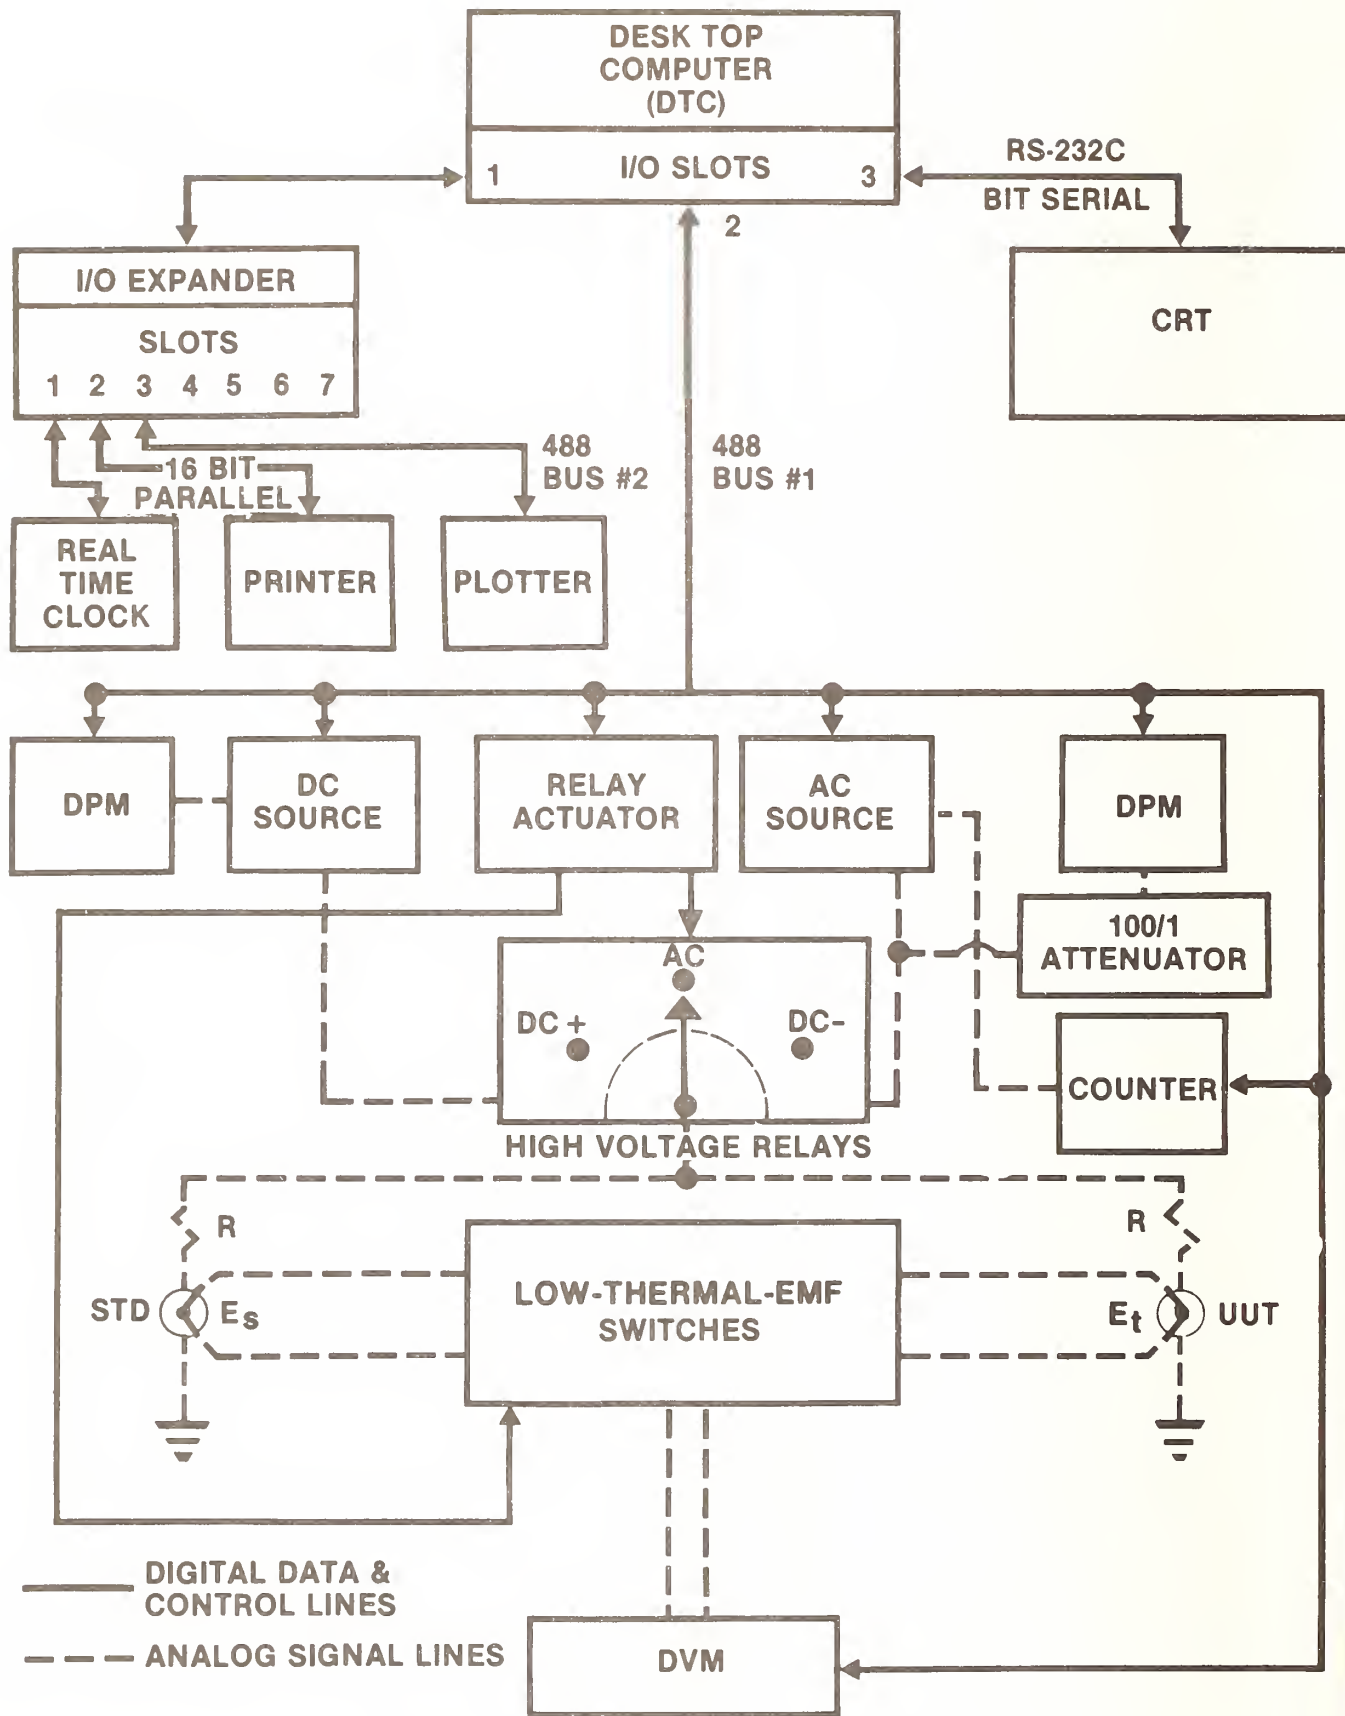 DESK TOP
COMPUTER
(DTC)
1
I/O SLOTS
3
2
RS-232C
BIT SERIAL
I/O EXPANDER
SLOTS
1 2 3 4 5 6 7
CRT
488
BUS #2
488
BUS #1
16 BIT
PARALLEL
REAL
TIME
CLOCK
PRINTER
PLOTTER
DPM
DC
SOURCE
RELAY
ACTUATOR
AC
SOURCE
DPM
100/1
ATTENUATOR
AC
DC +
DC-
COUNTER
HIGH VOLTAGE RELAYS
R
R
LOW-THERMAL-EMF
SWITCHES
STD
Es
Et
UUT
DIGITAL DATA &
CONTROL LINES
ANALOG SIGNAL LINES
DVM